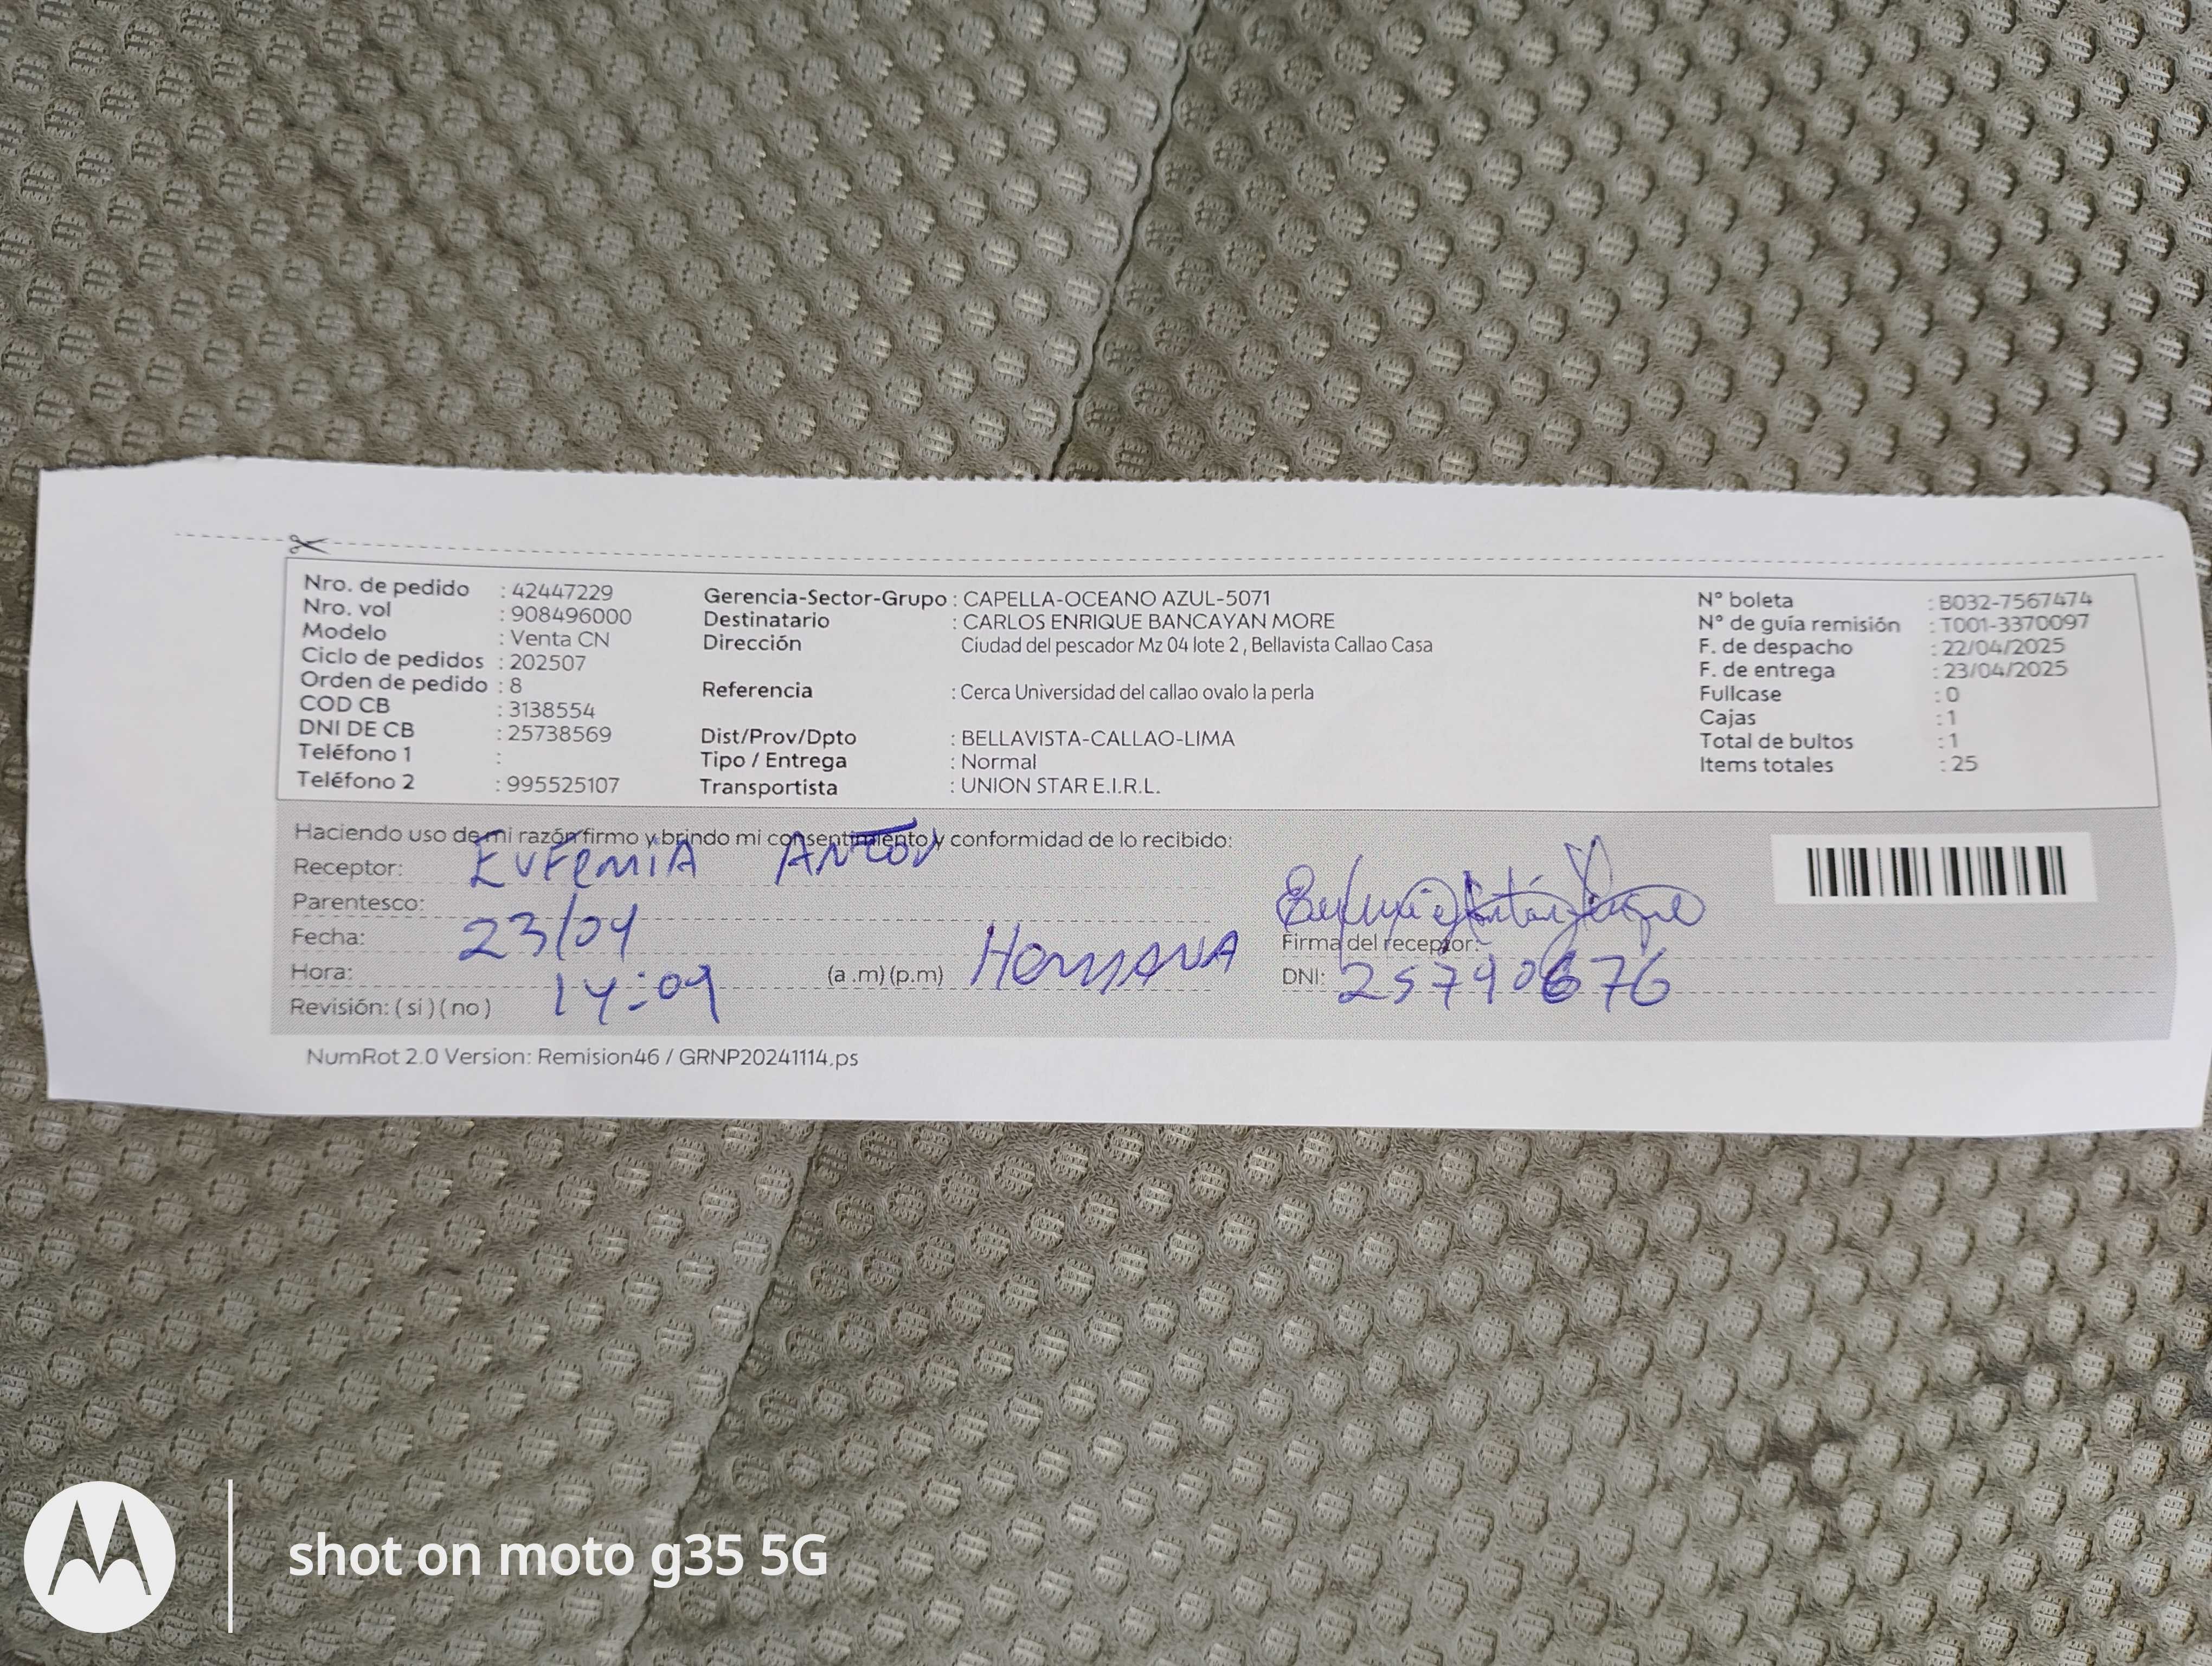 Nro. de pedido : 42447229
Nro. vol : 908496000
Modelo : Venta CN
Ciclo de pedidos : 202507
Orden de pedido : 8
COD CB : 3138554
DNI DE CB : 25738569
Teléfono 1 :
Teléfono 2 : 995525107
Gerencia-Sector-Grupo : CAPELLA-OCEANO AZUL-5071
Destinatario : CARLOS ENRIQUE BANCAYAN MORE
Dirección Ciudad del pescador Mz 04 lote 2 , Bellavista Callao Casa
Referencia : Cerca Universidad del callao ovalo la perla
Dist/Prov/Dpto : BELLAVISTA-CALLAO-LIMA
Tipo / Entrega : Normal
Transportista : UNION STAR E.I.R.L.
N° boleta : B032-7567474
N° de guía remisión : T001-3370097
F. de despacho : 22/04/2025
F. de entrega : 23/04/2025
Fullcase : 0
Cajas : 1
Total de bultos : 1
Items totales : 25
Haciendo uso de mi razón firmo y brindo mi consentimiento y conformidad de lo recibido:
Receptor: EUFEMIA ANTON
Parentesco:
Fecha: 23/04
Hora: 14:09 (a .m) (p.m)
Revisión: ( si ) ( no )
Firma del receptor:
DNI: 25790676
NumRot 2.0 Version: Remision46 / GRNP20241114.ps
shot on moto g35 5G